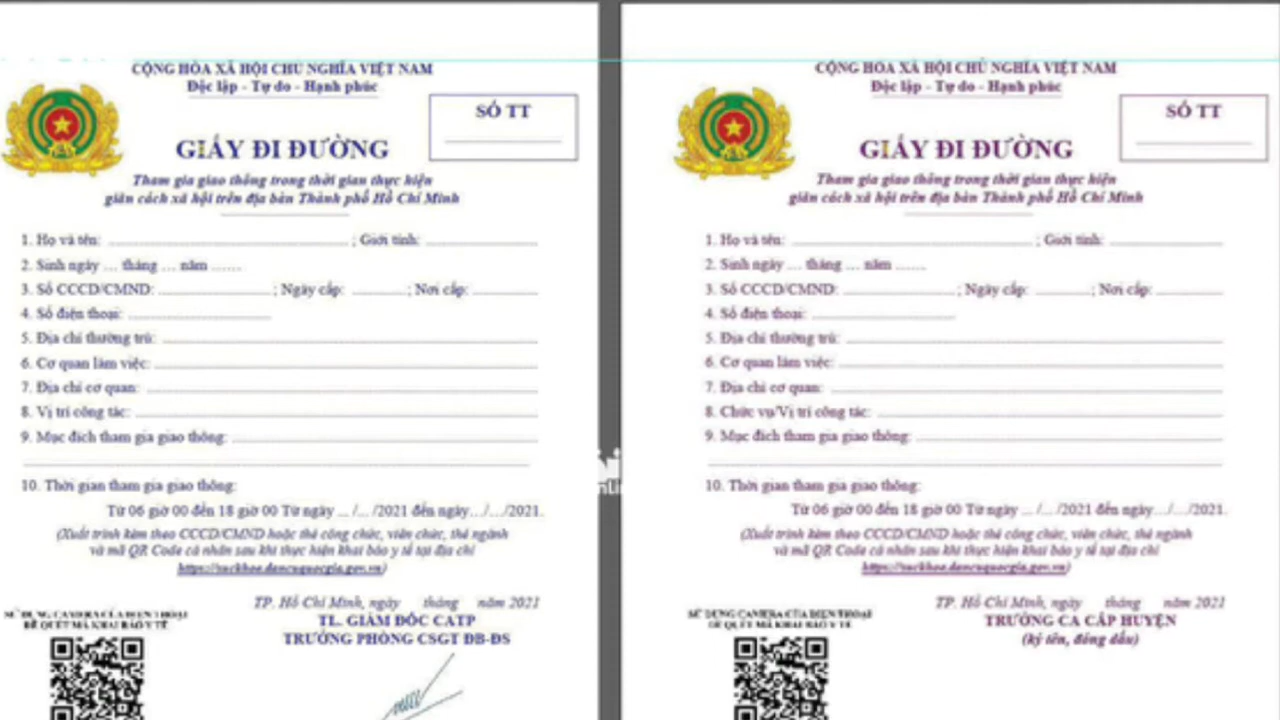 CỘNG HÒA XÃ HỘI CHỦ NGHĨA VIỆT NAM
Độc lập - Tự do - Hạnh phúc
SỐ TT
GIẤY ĐI ĐƯỜNG
Tham gia giao thông trong thời gian thực hiện
giãn cách xã hội trên địa bàn Thành phố Hồ Chí Minh
1. Họ và tên: ; Giới tính:
2. Sinh ngày .... tháng .... năm .......
3. Số CCCD/CMND: ; Ngày cấp: ; Nơi cấp:
4. Số điện thoại:
5. Địa chỉ thường trú:
6. Cơ quan làm việc:
7. Địa chỉ cơ quan:
8. Vị trí công tác:
9. Mục đích tham gia giao thông:
10. Thời gian tham gia giao thông:
Từ 06 giờ 00 đến 18 giờ 00 Từ ngày .../.../2021 đến ngày.../.../2021.
(Xuất trình kèm theo CCCD/CMND hoặc thẻ công chức, viên chức, thẻ ngành
và mã QR Code cá nhân sau khi thực hiện khai báo y tế tại địa chỉ
https://suckhoe.dancuquocgia.gov.vn)
TP. Hồ Chí Minh, ngày tháng năm 2021
SỬ DỤNG CAMERA CỦA ĐIỆN THOẠI
ĐỂ QUÉT MÃ KHAI BÁO Y TẾ
TL. GIÁM ĐỐC CATP
TRƯỞNG PHÒNG CSGT ĐB-ĐS
CỘNG HÒA XÃ HỘI CHỦ NGHĨA VIỆT NAM
Độc lập - Tự do - Hạnh phúc
SỐ TT
GIẤY ĐI ĐƯỜNG
Tham gia giao thông trong thời gian thực hiện
giãn cách xã hội trên địa bàn Thành phố Hồ Chí Minh
1. Họ và tên: ; Giới tính:
2. Sinh ngày .... tháng .... năm .......
3. Số CCCD/CMND: ; Ngày cấp: ; Nơi cấp:
4. Số điện thoại:
5. Địa chỉ thường trú:
6. Cơ quan làm việc:
7. Địa chỉ cơ quan:
8. Chức vụ/Vị trí công tác:
9. Mục đích tham gia giao thông:
10. Thời gian tham gia giao thông:
Từ 06 giờ 00 đến 18 giờ 00 Từ ngày .../.../2021 đến ngày.../.../2021.
(Xuất trình kèm theo CCCD/CMND hoặc thẻ công chức, viên chức, thẻ ngành
và mã QR Code cá nhân sau khi thực hiện khai báo y tế tại địa chỉ
https://suckhoe.dancuquocgia.gov.vn)
TP. Hồ Chí Minh, ngày tháng năm 2021
SỬ DỤNG CAMERA CỦA ĐIỆN THOẠI
ĐỂ QUÉT MÃ KHAI BÁO Y TẾ
TRƯỞNG CA CẤP HUYỆN
(ký tên, đóng dấu)